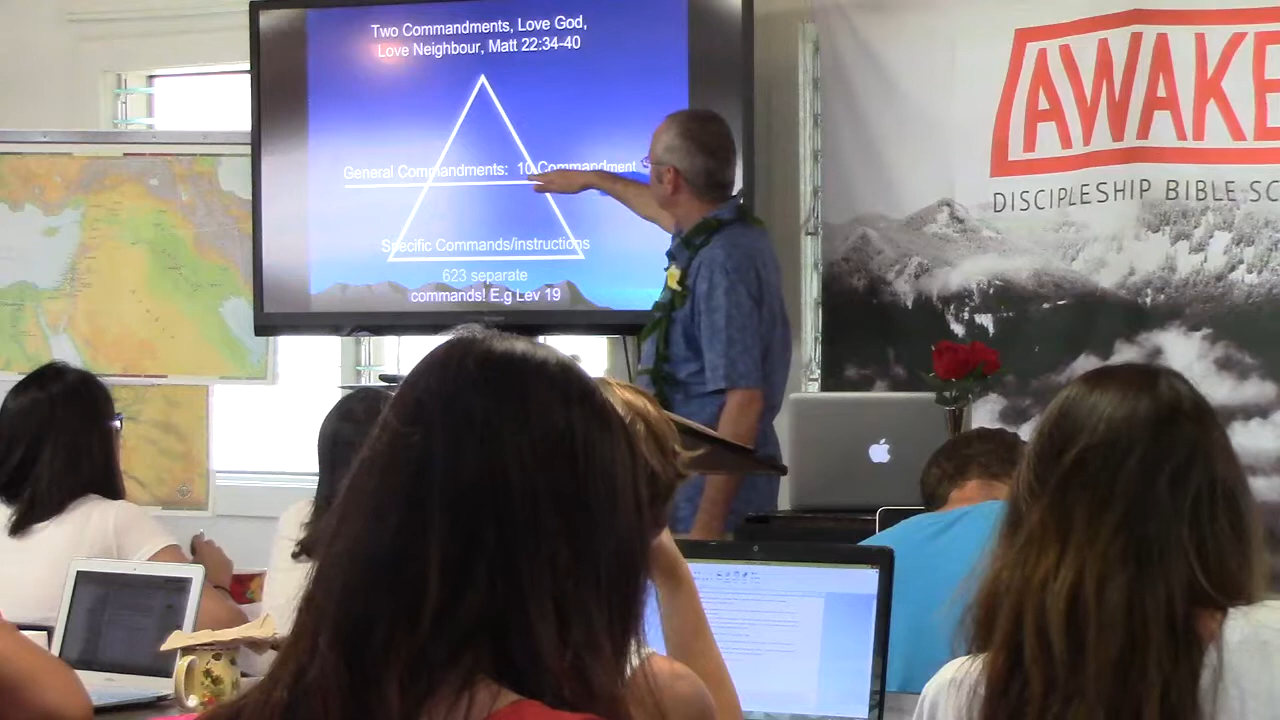 Two Commandments, Love God,
Love Neighbour, Matt 22:34-40
General Commandments: 10 Commandment
Specific Commands/instructions
623 separate
commands! E.g Lev 19
AWAKE
DISCIPLESHIP BIBLE SC